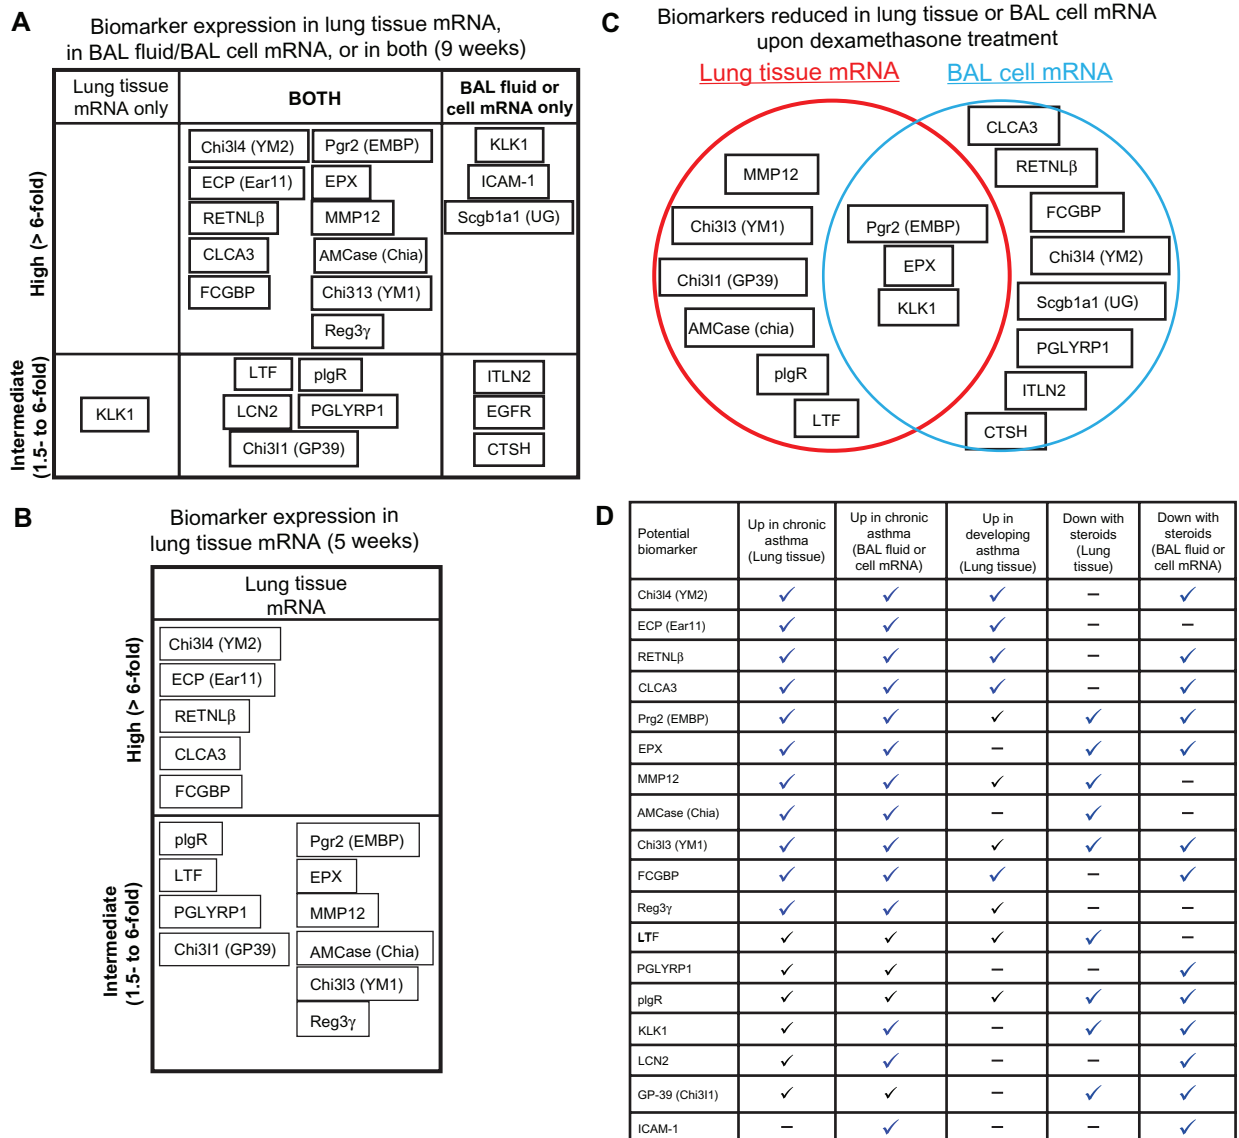 A
Biomarker expression in lung tissue mRNA,
in BAL fluid/BAL cell mRNA, or in both (9 weeks)
Lung tissue
mRNA only
BOTH
BAL fluid or
cell mRNA only
High (> 6-fold)
Chi3l4 (YM2)
Pgr2 (EMBP)
KLK1
ECP (Ear11)
EPX
ICAM-1
RETNLβ
MMP12
Scgb1a1 (UG)
CLCA3
AMCase (Chia)
FCGBP
Chi313 (YM1)
Reg3γ
Intermediate
(1.5- to 6-fold)
LTF
pIgR
ITLN2
KLK1
LCN2
PGLYRP1
EGFR
Chi3l1 (GP39)
CTSH
B
Biomarker expression in
lung tissue mRNA (5 weeks)
Lung tissue
mRNA
High (> 6-fold)
Chi3l4 (YM2)
ECP (Ear11)
RETNLβ
CLCA3
FCGBP
Intermediate
(1.5- to 6-fold)
pIgR
Pgr2 (EMBP)
LTF
EPX
PGLYRP1
MMP12
Chi3l1 (GP39)
AMCase (Chia)
Chi3l3 (YM1)
Reg3γ
C
Biomarkers reduced in lung tissue or BAL cell mRNA
upon dexamethasone treatment
Lung tissue mRNA
BAL cell mRNA
MMP12
Chi3l3 (YM1)
Chi3l1 (GP39)
AMCase (chia)
pIgR
LTF
Pgr2 (EMBP)
EPX
KLK1
CLCA3
RETNLβ
FCGBP
Chi3l4 (YM2)
Scgb1a1 (UG)
PGLYRP1
ITLN2
CTSH
D
Potential
biomarker
Up in chronic
asthma
(Lung tissue)
Up in chronic
asthma
(BAL fluid or
cell mRNA)
Up in
developing
asthma
(Lung tissue)
Down with
steroids
(Lung
tissue)
Down with
steroids
(BAL fluid or
cell mRNA)
Chi3l4 (YM2) ✓ ✓ ✓ – ✓
ECP (Ear11) ✓ ✓ ✓ – –
RETNLβ ✓ ✓ ✓ – ✓
CLCA3 ✓ ✓ ✓ – ✓
Prg2 (EMBP) ✓ ✓ ✓ ✓ ✓
EPX ✓ ✓ – ✓ ✓
MMP12 ✓ ✓ ✓ ✓ –
AMCase (Chia) ✓ ✓ – ✓ –
Chi3l3 (YM1) ✓ ✓ ✓ ✓ ✓
FCGBP ✓ ✓ ✓ – ✓
Reg3γ ✓ ✓ ✓ – –
LTF ✓ ✓ ✓ ✓ –
PGLYRP1 ✓ ✓ – – ✓
pIgR ✓ ✓ ✓ ✓ ✓
KLK1 ✓ ✓ – ✓ ✓
LCN2 ✓ ✓ – – ✓
GP-39 (Chi3l1) ✓ ✓ – ✓ ✓
ICAM-1 – ✓ – – ✓